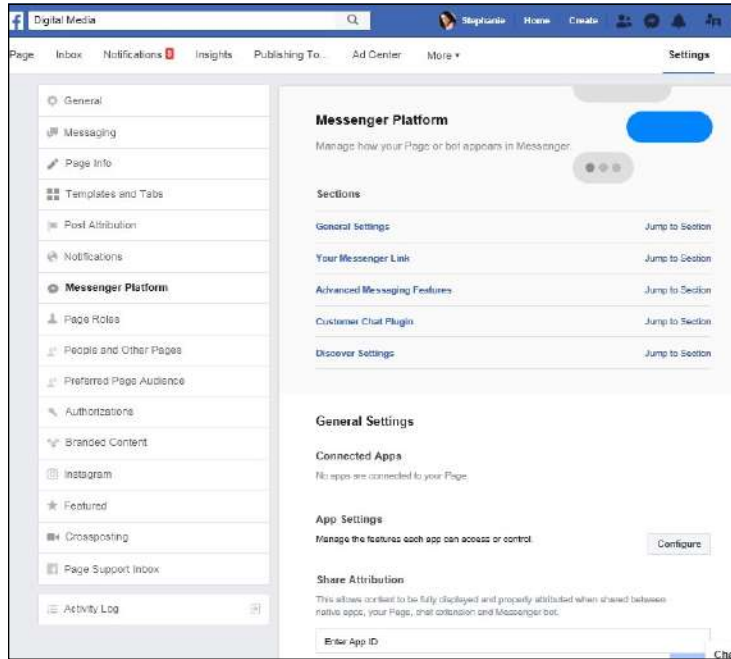 Digital Media
Stephanie Home Create
Page Inbox Notifications Insights Publishing To... Ad Center More Settings
General
Messaging
Page Info
Templates and Tabs
Post Attribution
Notifications
Messenger Platform
Page Roles
People and Other Pages
Preferred Page Audience
Authorizations
Branded Content
Instagram
Featured
Crossposting
Page Support Inbox
Activity Log
Messenger Platform
Manage how your Page or bot appears in Messenger.
Sections
General Settings Jump to Section
Your Messenger Link Jump to Section
Advanced Messaging Features Jump to Section
Customer Chat Plugin Jump to Section
Discover Settings Jump to Section
General Settings
Connected Apps
No apps are connected to your Page
App Settings
Manage the features each app can access or control.
Configure
Share Attribution
This allows content to be fully displayed and properly attributed when shared between
native apps, your Page, chat extension and Messenger bot.
Enter App ID
Cha